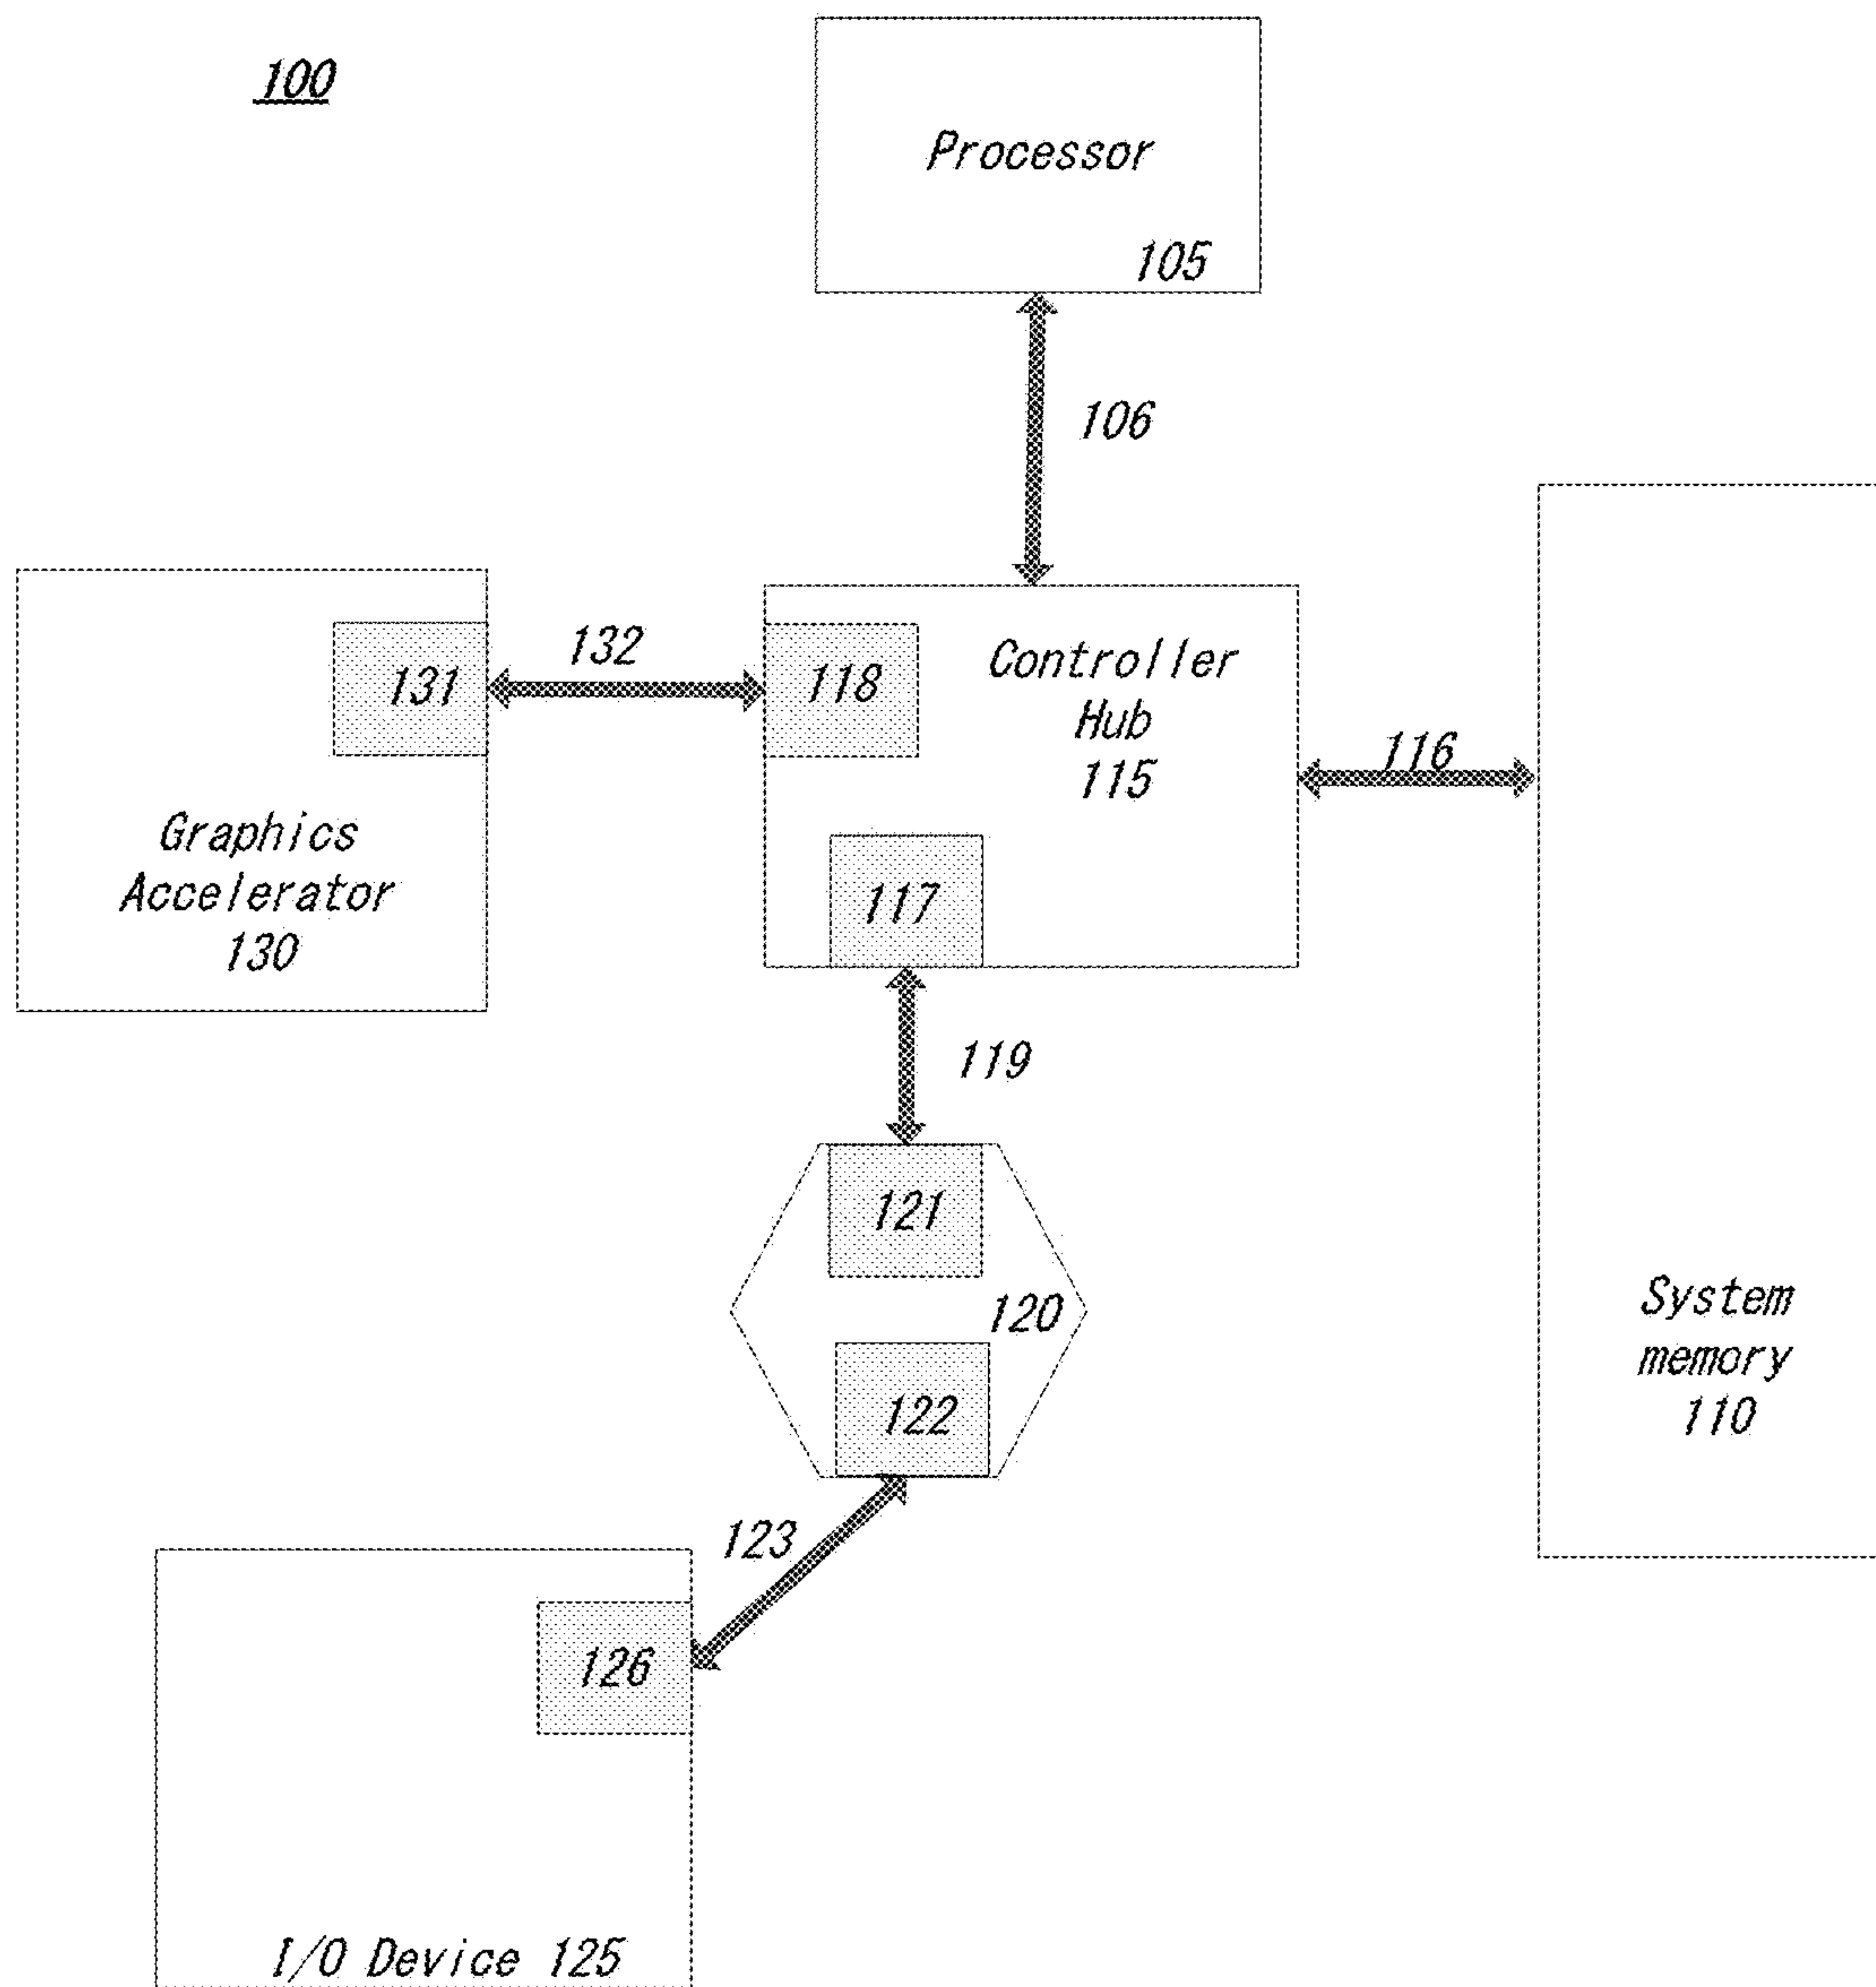 100
Processor
105
106
132
131
118
Controller
Hub
115
116
Graphics
Accelerator
130
117
119
121
120
122
System
memory
110
123
126
I/O Device 125